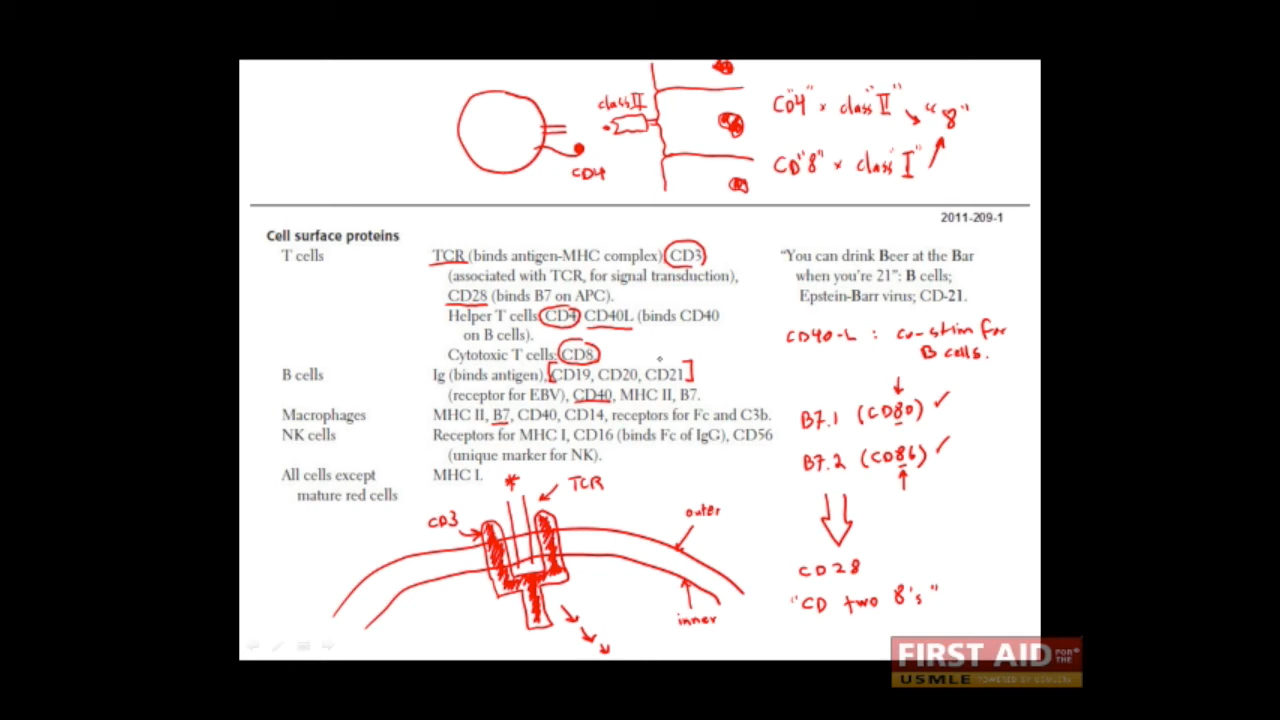 class II
CD4
CD"4" × class "II" → "8"
CD"8" × class "I"
2011-209-1
Cell surface proteins
T cells
TCR (binds antigen-MHC complex), CD3
(associated with TCR, for signal transduction),
CD28 (binds B7 on APC).
Helper T cells: CD4, CD40L (binds CD40
on B cells).
Cytotoxic T cells: CD8.
B cells
Ig (binds antigen), CD19, CD20, CD21
(receptor for EBV), CD40, MHC II, B7.
Macrophages
MHC II, B7, CD40, CD14, receptors for Fc and C3b.
NK cells
Receptors for MHC I, CD16 (binds Fc of IgG), CD56
(unique marker for NK).
All cells except
mature red cells
MHC I.
"You can drink Beer at the Bar
when you're 21": B cells;
Epstein-Barr virus; CD-21.
CD40-L : co-stim for
B cells.
B7.1 (CD80) ✓
B7.2 (CD86) ✓
CD28
"CD two 8's"
*
TCR
CD3
outer
inner
FIRST AID FOR THE®
USMLE